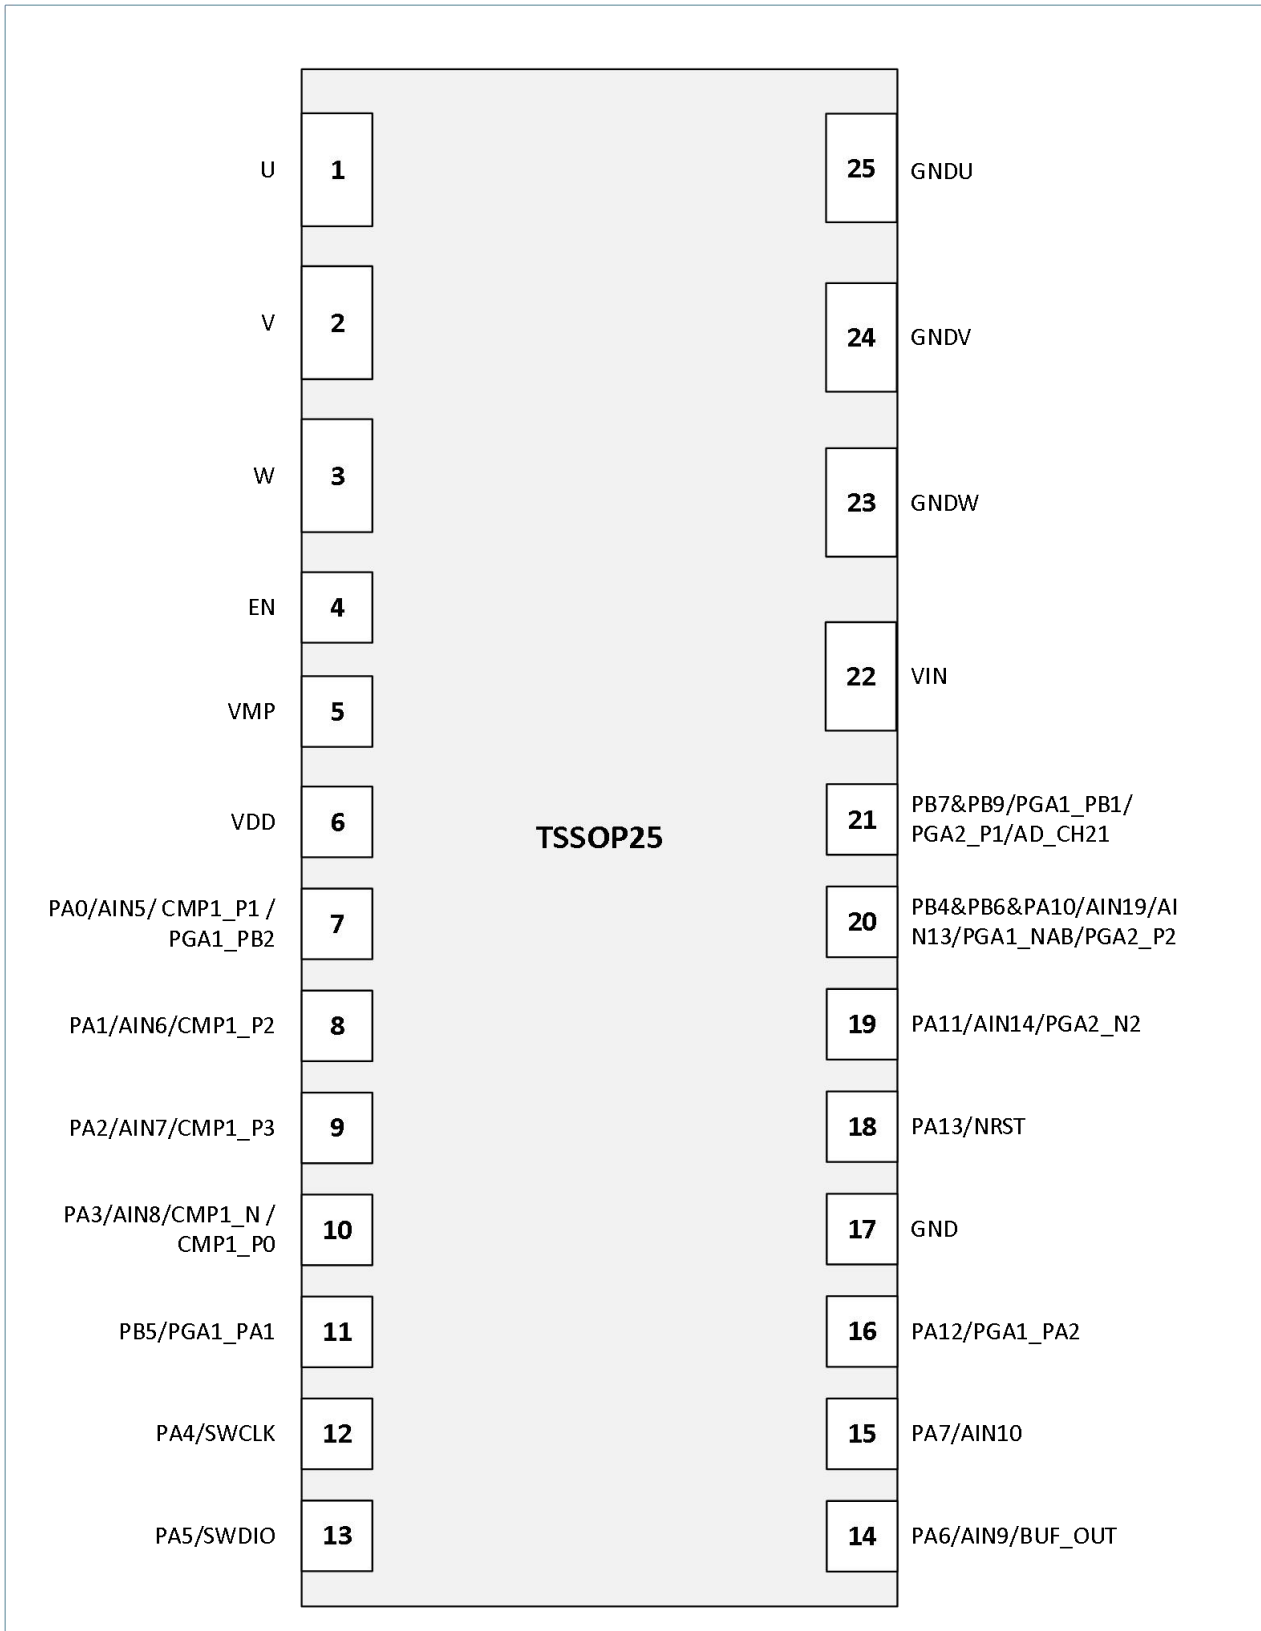 U
1
V
2
W
3
EN
4
VMP
5
VDD
6
PA0/AIN5/ CMP1_P1 /
PGA1_PB2
7
PA1/AIN6/CMP1_P2
8
PA2/AIN7/CMP1_P3
9
PA3/AIN8/CMP1_N /
CMP1_P0
10
PB5/PGA1_PA1
11
PA4/SWCLK
12
PA5/SWDIO
13
TSSOP25
25
GNDU
24
GNDV
23
GNDW
22
VIN
21
PB7&PB9/PGA1_PB1/
PGA2_P1/AD_CH21
20
PB4&PB6&PA10/AIN19/AI
N13/PGA1_NAB/PGA2_P2
19
PA11/AIN14/PGA2_N2
18
PA13/NRST
17
GND
16
PA12/PGA1_PA2
15
PA7/AIN10
14
PA6/AIN9/BUF_OUT